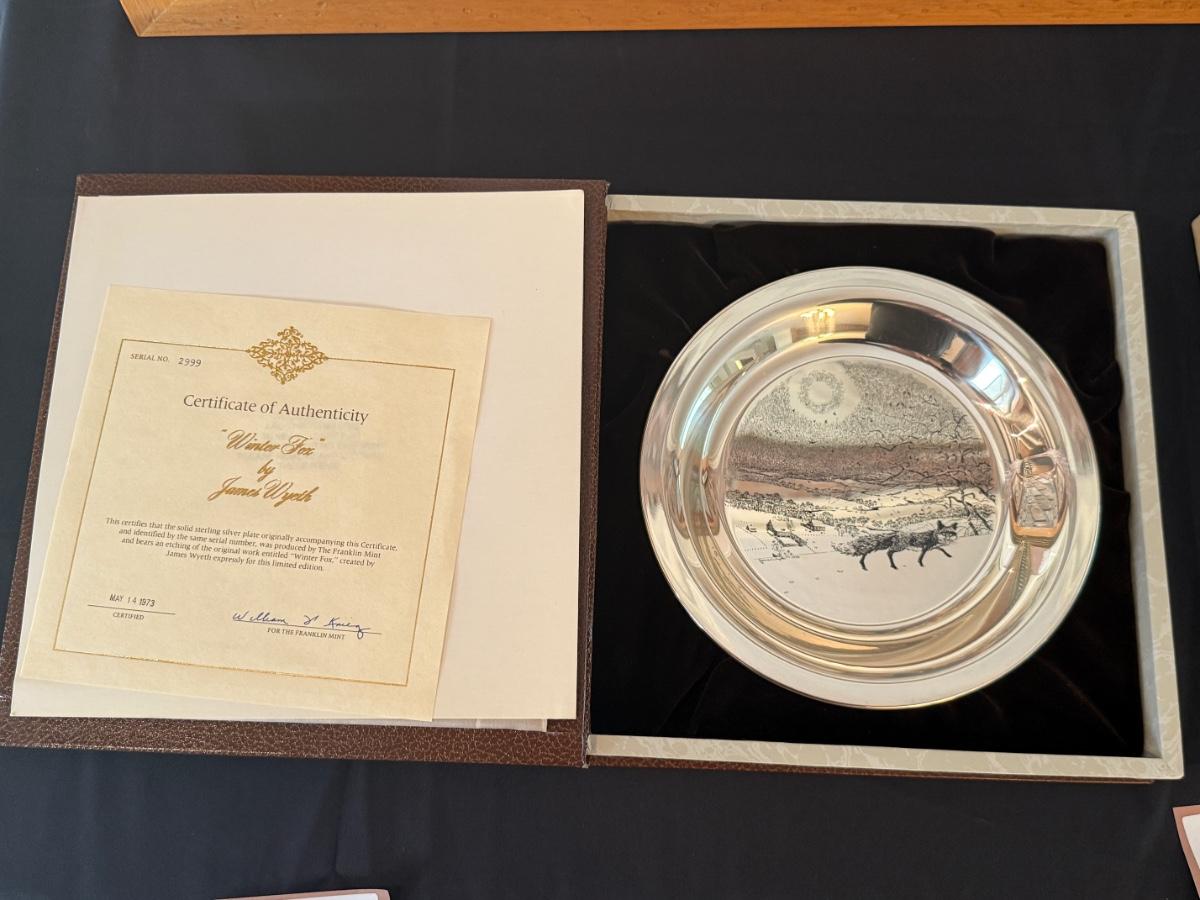 SERIAL NO. 2999
Certificate of Authenticity
"Winter Fox"
by
James Wyeth
This certifies that the solid sterling silver plate originally accompanying this Certificate,
and identified by the same serial number, was produced by The Franklin Mint
and bears an etching of the original work entitled "Winter Fox," created by
James Wyeth expressly for this limited edition.
MAY 14 1973
CERTIFIED
William
FOR THE FRANKLIN MINT